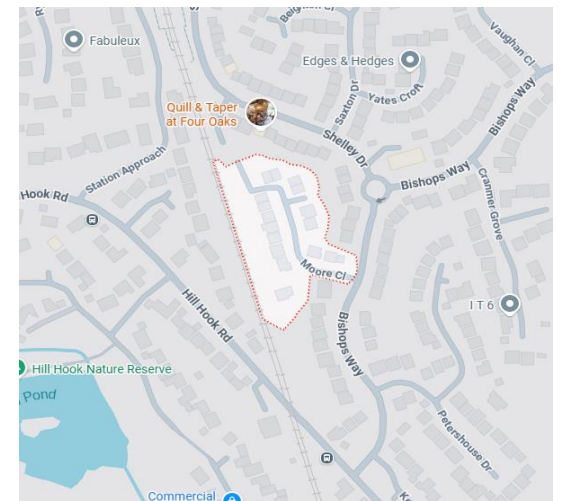 Fabuleux
Edges & Hedges
Vaughan Cl
Saxton Dr
Yates Croft
Quill & Taper
at Four Oaks
Shelley Dr
Bishops Way
Station Approach
Bishops Way
Hook Rd
Cranmer Grove
Moore Cl
Hill Hook Rd
I T 6
Bishops Way
Hill Hook Nature Reserve
Pond
Petershouse Dr
Commercial